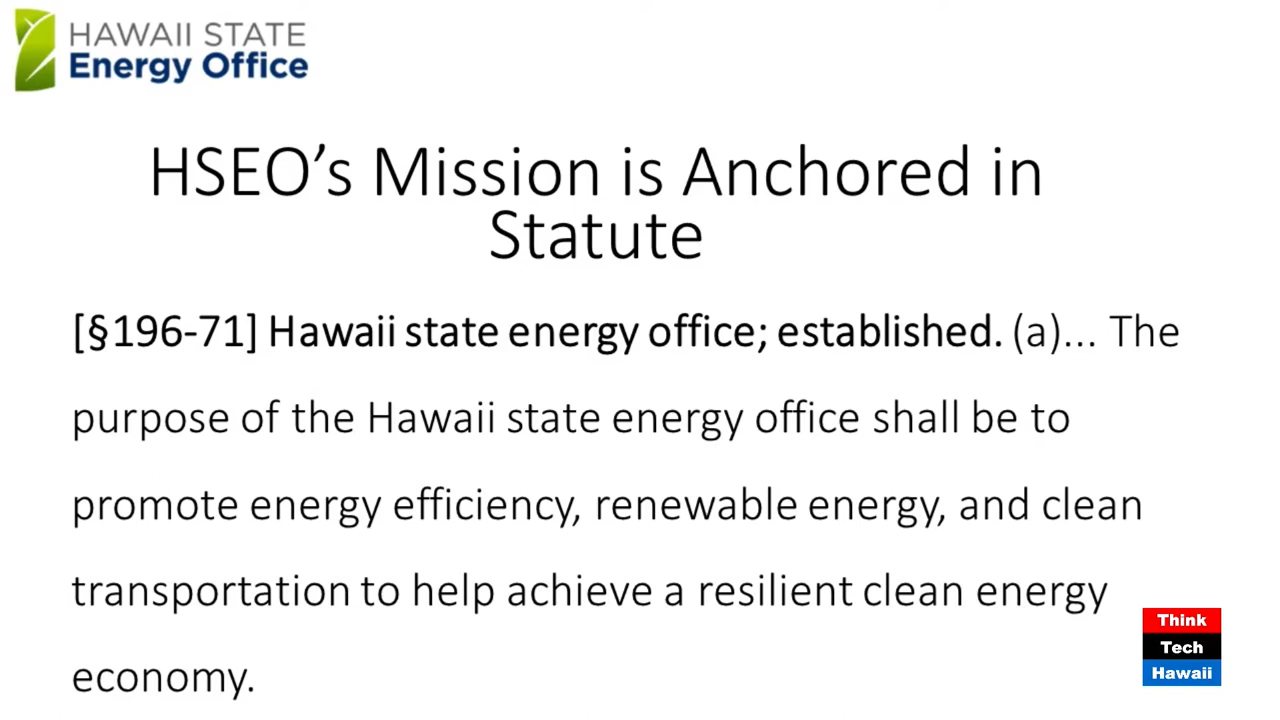 HAWAII STATE
Energy Office
HSEO’s Mission is Anchored in
Statute
[§196-71] Hawaii state energy office; established. (a)... The
purpose of the Hawaii state energy office shall be to
promote energy efficiency, renewable energy, and clean
transportation to help achieve a resilient clean energy
economy.
Think
Tech
Hawaii